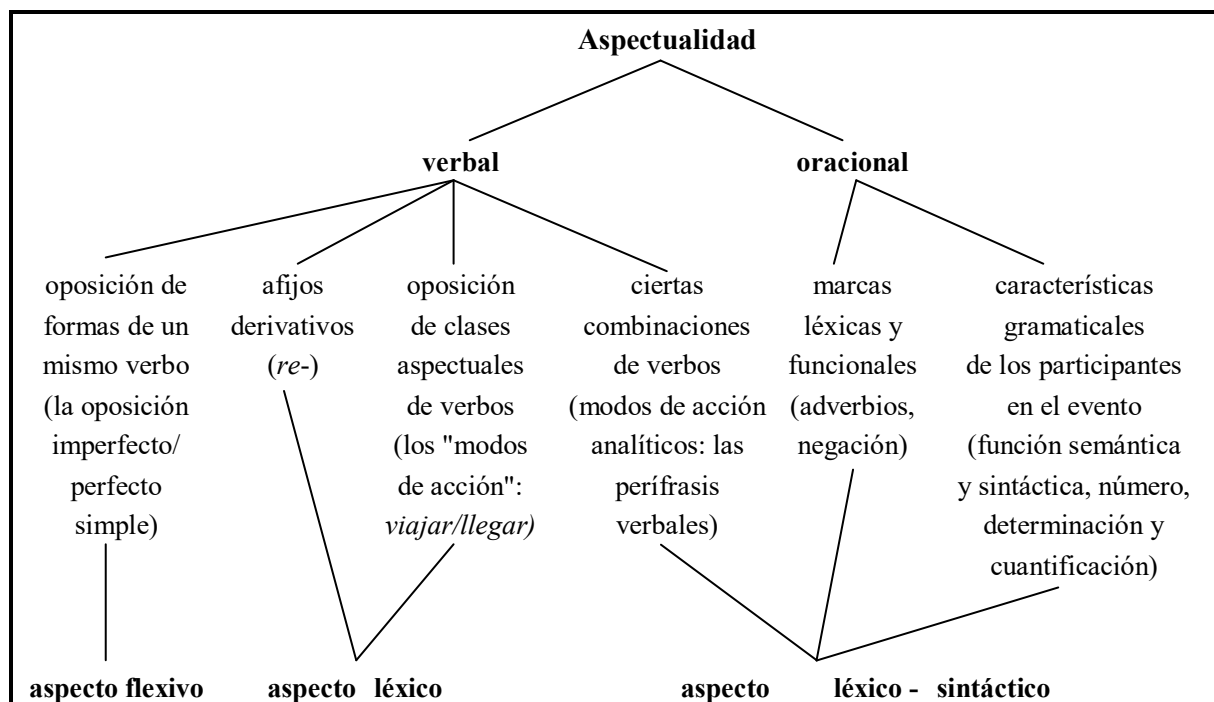 Aspectualidad
verbal
oracional
oposición de
formas de un
mismo verbo
(la oposición
imperfecto/
perfecto
simple)
afijos
derivativos
(re-)
oposición
de clases
aspectuales
de verbos
(los "modos
de acción":
viajar/llegar)
ciertas
combinaciones
de verbos
(modos de acción
analíticos: las
perífrasis
verbales)
marcas
léxicas y
funcionales
(adverbios,
negación)
características
gramaticales
de los participantes
en el evento
(función semántica
y sintáctica, número,
determinación y
cuantificación)
aspecto flexivo
aspecto léxico
aspecto léxico - sintáctico